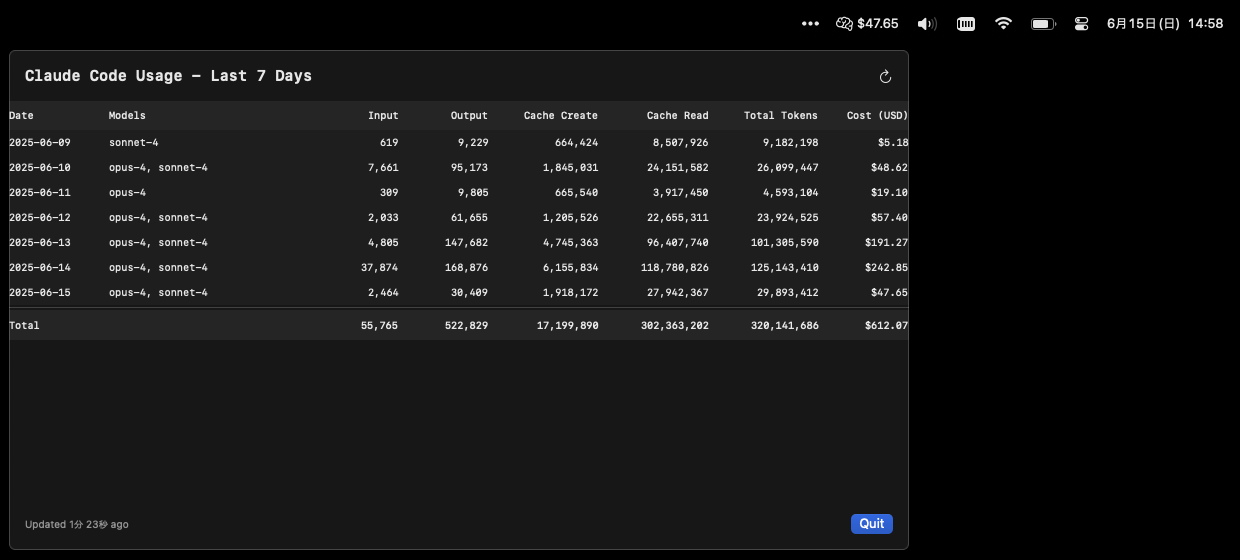 ••• $47.65 6月15日(日) 14:58
Claude Code Usage – Last 7 Days
Date Models Input Output Cache Create Cache Read Total Tokens Cost (USD)
2025-06-09 sonnet-4 619 9,229 664,424 8,507,926 9,182,198 $5.18
2025-06-10 opus-4, sonnet-4 7,661 95,173 1,845,031 24,151,582 26,099,447 $48.62
2025-06-11 opus-4 309 9,805 665,540 3,917,450 4,593,104 $19.10
2025-06-12 opus-4, sonnet-4 2,033 61,655 1,205,526 22,655,311 23,924,525 $57.40
2025-06-13 opus-4, sonnet-4 4,805 147,682 4,745,363 96,407,740 101,305,590 $191.27
2025-06-14 opus-4, sonnet-4 37,874 168,876 6,155,834 118,780,826 125,143,410 $242.85
2025-06-15 opus-4, sonnet-4 2,464 30,409 1,918,172 27,942,367 29,893,412 $47.65
Total 55,765 522,829 17,199,890 302,363,202 320,141,686 $612.07
Updated 1分 23秒 ago
Quit